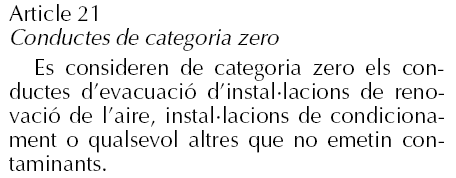 Article 21
Conductes de categoria zero
Es consideren de categoria zero els con-
ductes d'evacuació d'instal·lacions de reno-
vació de l'aire, instal·lacions de condiciona-
ment o qualsevol altres que no emetin con-
taminants.